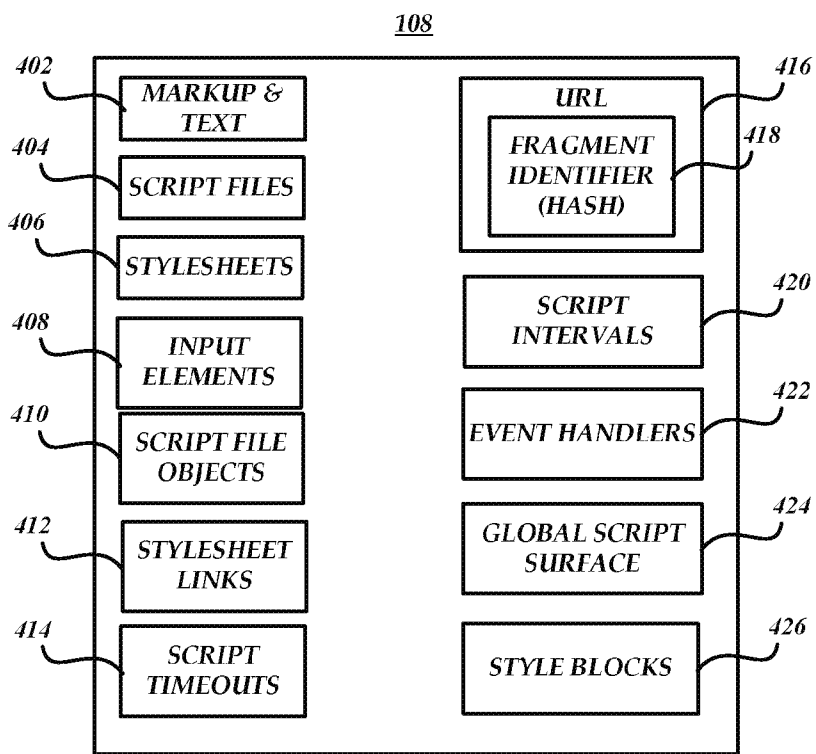 108
402
MARKUP &
TEXT
404
SCRIPT FILES
406
STYLESHEETS
408
INPUT
ELEMENTS
410
SCRIPT FILE
OBJECTS
412
STYLESHEET
LINKS
414
SCRIPT
TIMEOUTS
URL
416
FRAGMENT
IDENTIFIER
(HASH)
418
SCRIPT
INTERVALS
420
EVENT HANDLERS
422
GLOBAL SCRIPT
SURFACE
424
STYLE BLOCKS
426